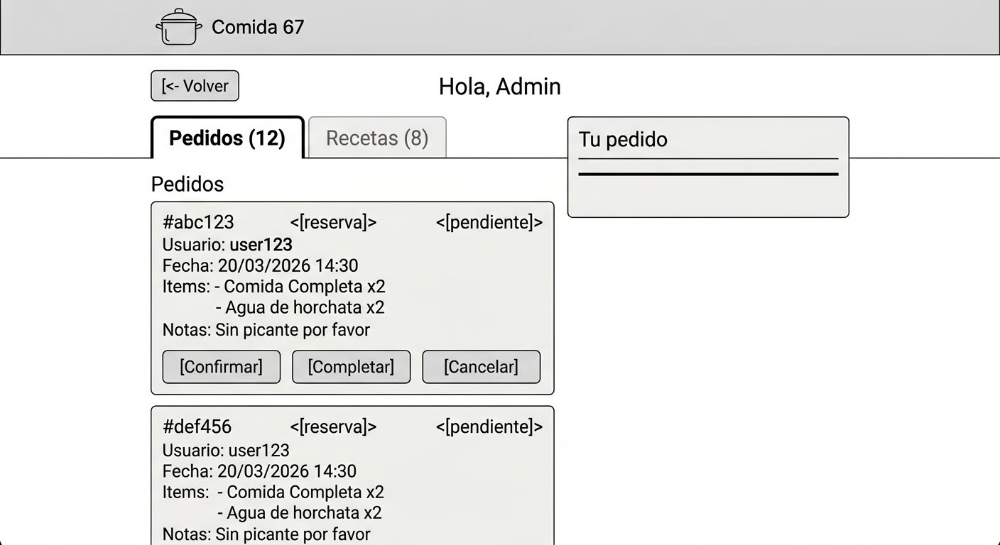 Comida 67
[<- Volver
Hola, Admin
Pedidos (12)
Recetas (8)
Tu pedido
Pedidos
#abc123 <[reserva]> <[pendiente]>
Usuario: user123
Fecha: 20/03/2026 14:30
Items: - Comida Completa x2
- Agua de horchata x2
Notas: Sin picante por favor
[Confirmar] [Completar] [Cancelar]
#def456 <[reserva]> <[pendiente]>
Usuario: user123
Fecha: 20/03/2026 14:30
Items: - Comida Completa x2
- Agua de horchata x2
Notas: Sin picante por favor